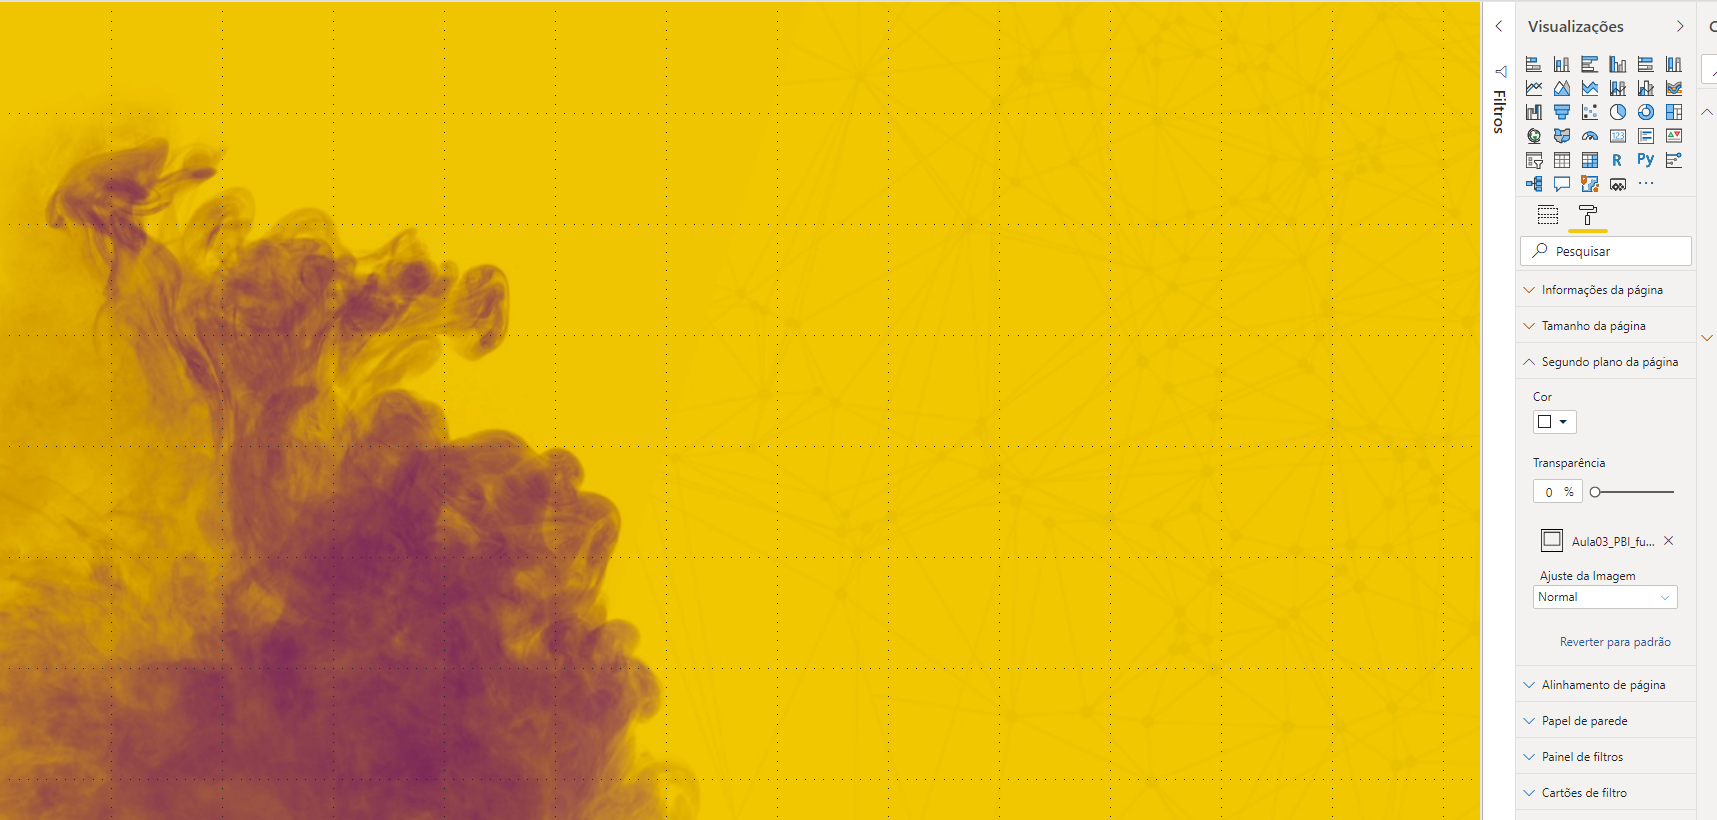 Visualizações
Filtros
123
R
Py
Pesquisar
Informações da página
Tamanho da página
Segundo plano da página
Cor
Transparência
0 %
Aula03_PBI_fu...
Ajuste da Imagem
Normal
Reverter para padrão
Alinhamento de página
Papel de parede
Painel de filtros
Cartões de filtro